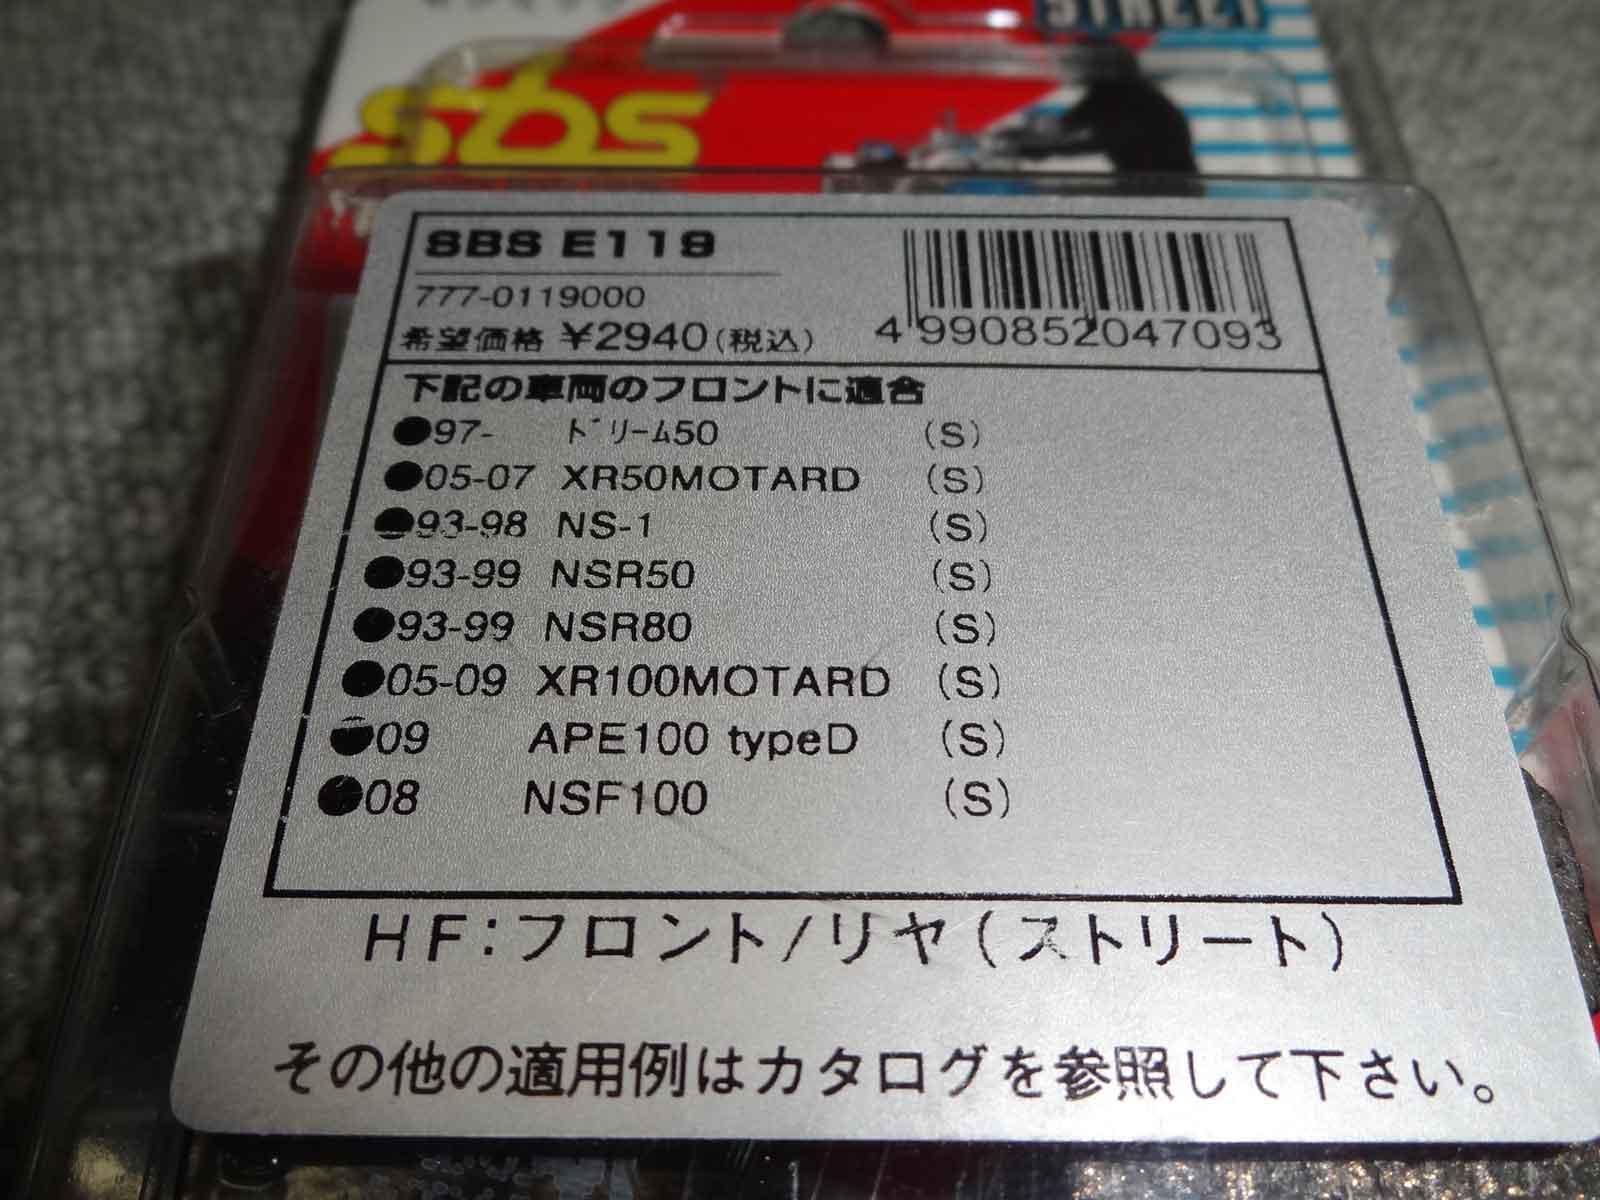 STREET
sbs
SBS E119
777-0119000
希望価格 ¥2940(税込)
4 990852047093
下記の車両のフロントに適合
●97- ドリーム50 (S)
●05-07 XR50MOTARD (S)
●93-98 NS-1 (S)
●93-99 NSR50 (S)
●93-99 NSR80 (S)
●05-09 XR100MOTARD (S)
●09 APE100 typeD (S)
●08 NSF100 (S)
HF:フロント/リヤ(ストリート)
その他の適用例はカタログを参照して下さい。